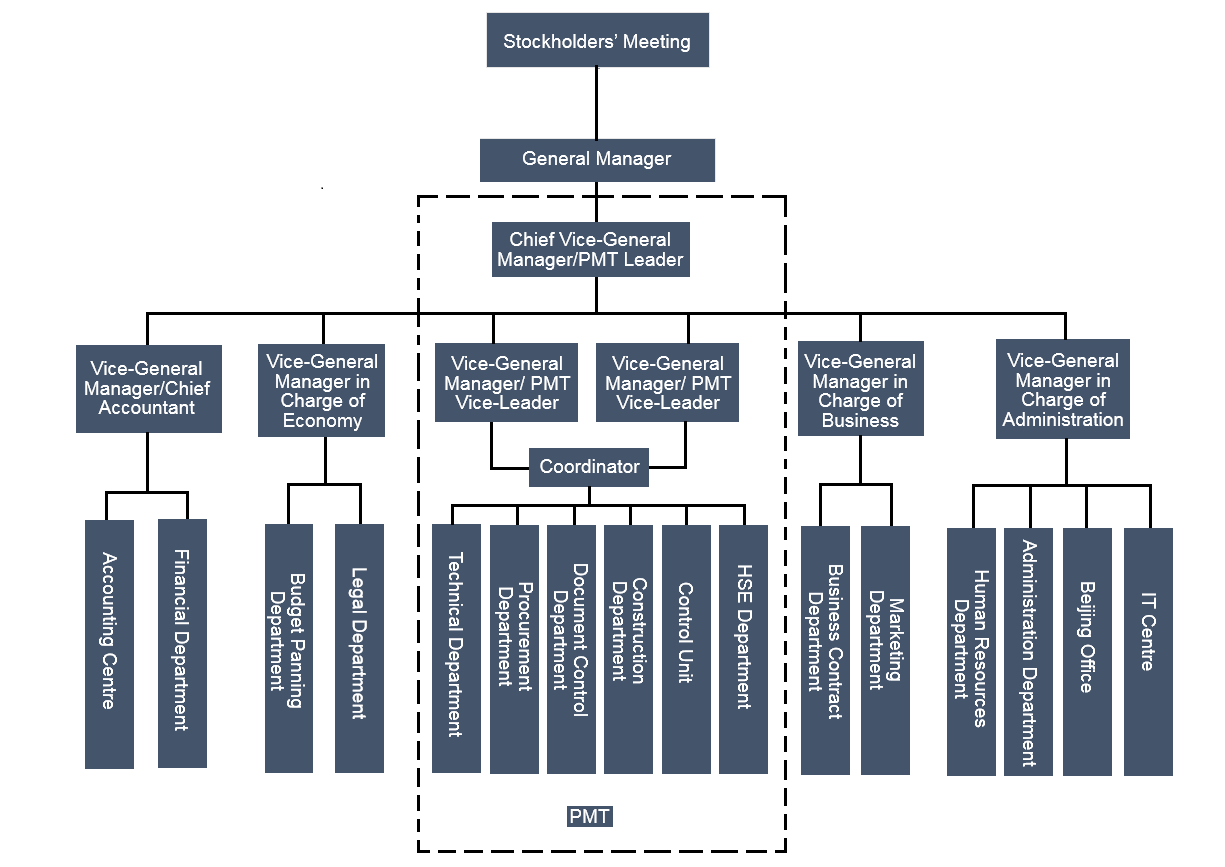 Stockholders’ Meeting
General Manager
Chief Vice-General
Manager/PMT Leader
Vice-General
Manager/Chief
Accountant
Vice-General
Manager in
Charge of
Economy
Vice-General
Manager/ PMT
Vice-Leader
Vice-General
Manager/ PMT
Vice-Leader
Vice-General
Manager in
Charge of
Business
Vice-General
Manager in
Charge of
Administration
Coordinator
Accounting Centre
Financial Department
Budget Panning
Department
Legal Department
Technical Department
Procurement
Department
Document Control
Department
Construction
Department
Control Unit
HSE Department
Business Contract
Department
Marketing
Department
Human Resources
Department
Administration Department
Beijing Office
IT Centre
PMT